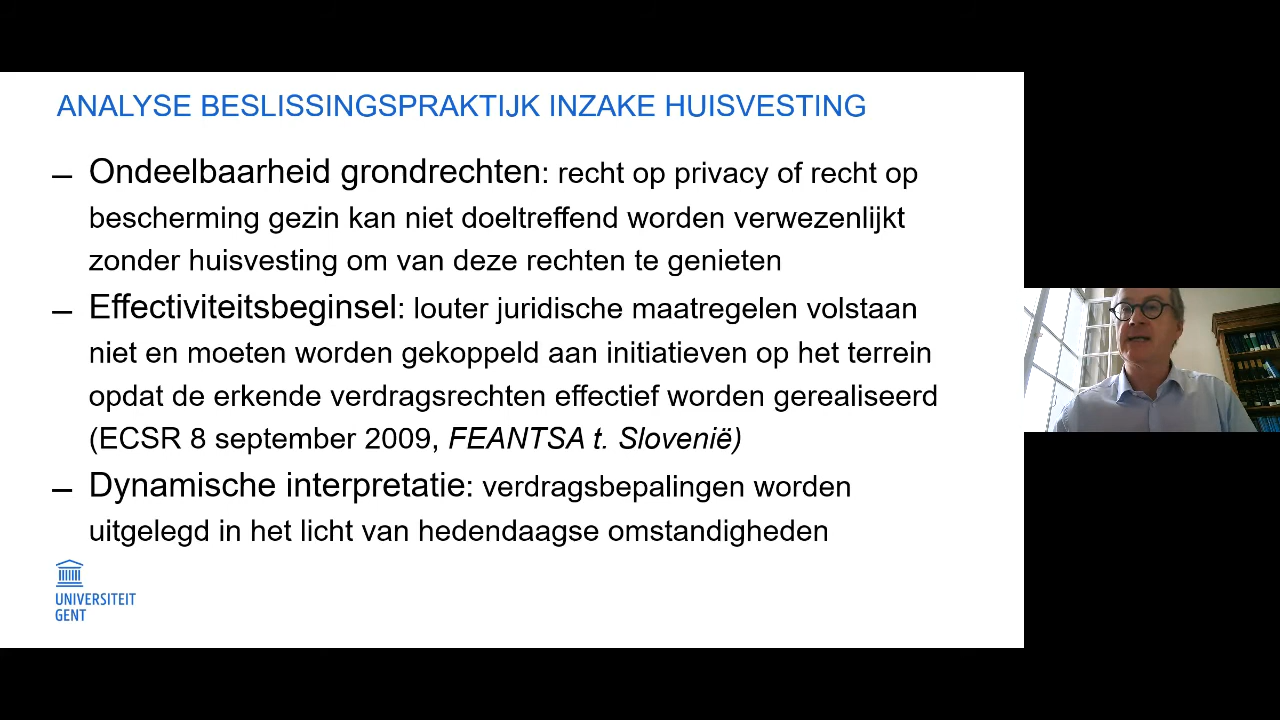 ANALYSE BESLISSINGSPRAKTIJK INZAKE HUISVESTING
– Ondeelbaarheid grondrechten: recht op privacy of recht op
bescherming gezin kan niet doeltreffend worden verwezenlijkt
zonder huisvesting om van deze rechten te genieten
– Effectiviteitsbeginsel: louter juridische maatregelen volstaan
niet en moeten worden gekoppeld aan initiatieven op het terrein
opdat de erkende verdragsrechten effectief worden gerealiseerd
(ECSR 8 september 2009, FEANTSA t. Slovenië)
– Dynamische interpretatie: verdragsbepalingen worden
uitgelegd in het licht van hedendaagse omstandigheden
UNIVERSITEIT
GENT